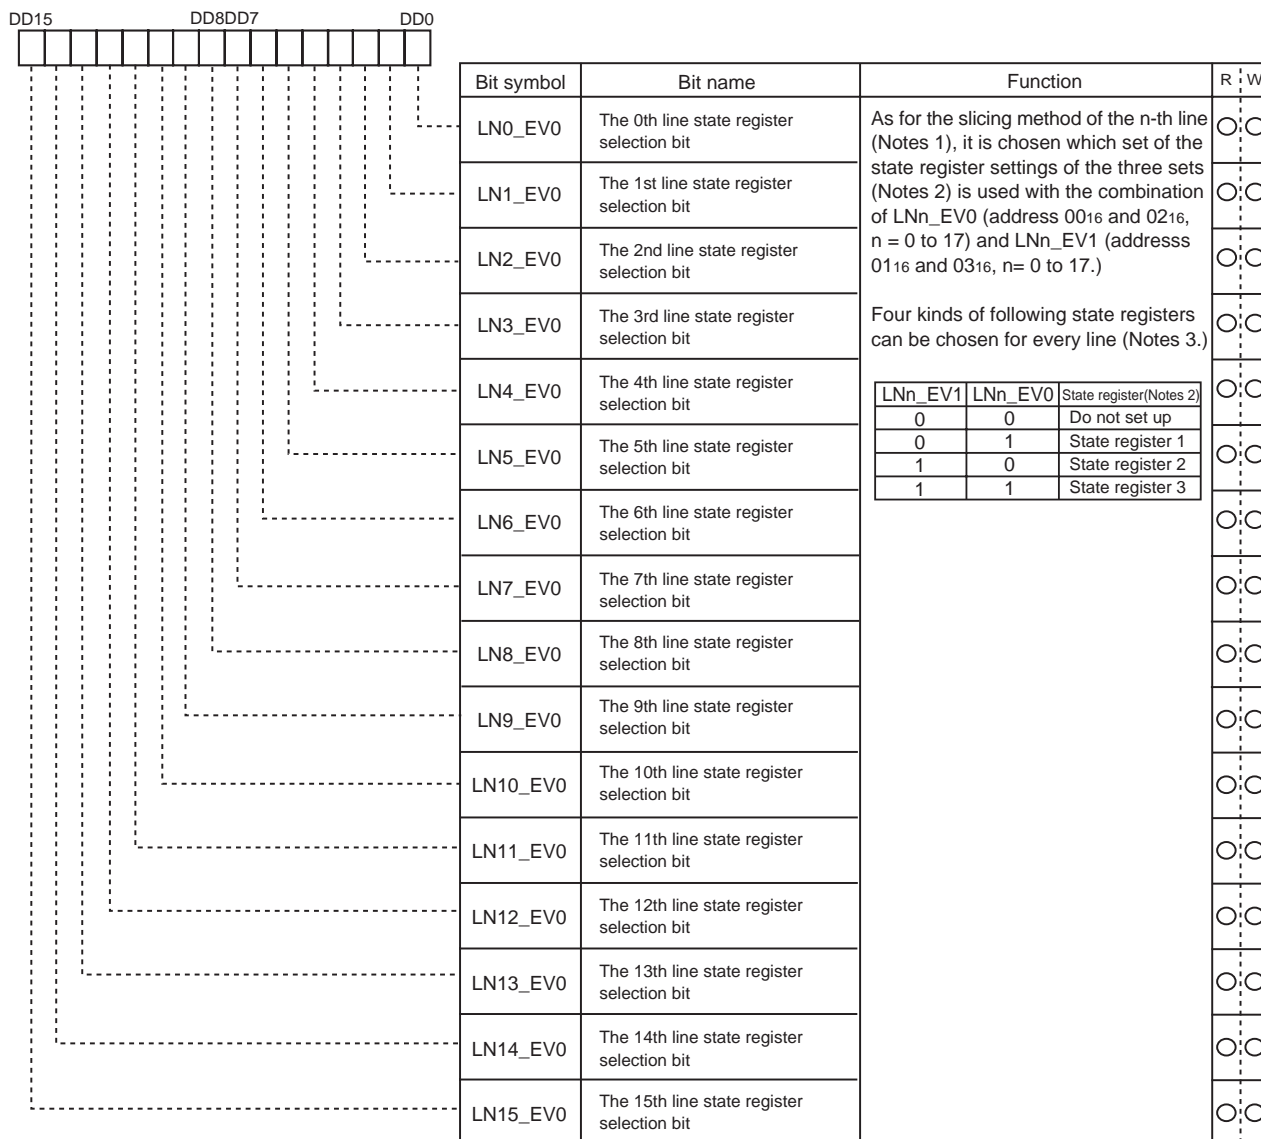 DD15 DD8DD7 DD0
Bit symbol Bit name Function R W
LN0_EV0 The 0th line state register
selection bit
LN1_EV0 The 1st line state register
selection bit
LN2_EV0 The 2nd line state register
selection bit
LN3_EV0 The 3rd line state register
selection bit
LN4_EV0 The 4th line state register
selection bit
LN5_EV0 The 5th line state register
selection bit
LN6_EV0 The 6th line state register
selection bit
LN7_EV0 The 7th line state register
selection bit
LN8_EV0 The 8th line state register
selection bit
LN9_EV0 The 9th line state register
selection bit
LN10_EV0 The 10th line state register
selection bit
LN11_EV0 The 11th line state register
selection bit
LN12_EV0 The 12th line state register
selection bit
LN13_EV0 The 13th line state register
selection bit
LN14_EV0 The 14th line state register
selection bit
LN15_EV0 The 15th line state register
selection bit
As for the slicing method of the n-th line
(Notes 1), it is chosen which set of the
state register settings of the three sets
(Notes 2) is used with the combination
of LNn_EV0 (address 0016 and 0216,
n = 0 to 17) and LNn_EV1 (addresss
0116 and 0316, n= 0 to 17.)
Four kinds of following state registers
can be chosen for every line (Notes 3.)
LNn_EV1 LNn_EV0 State register(Notes 2)
0 0 Do not set up
0 1 State register 1
1 0 State register 2
1 1 State register 3